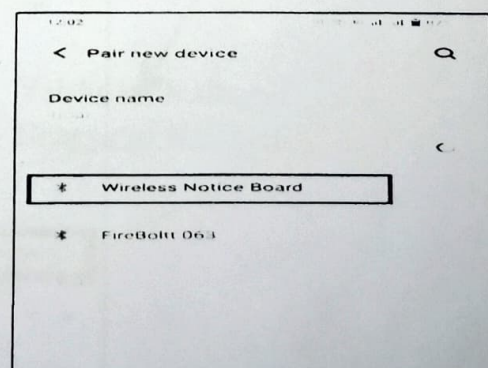 12:02
Pair new device
Device name
Wireless Notice Board
FireBoltt 063